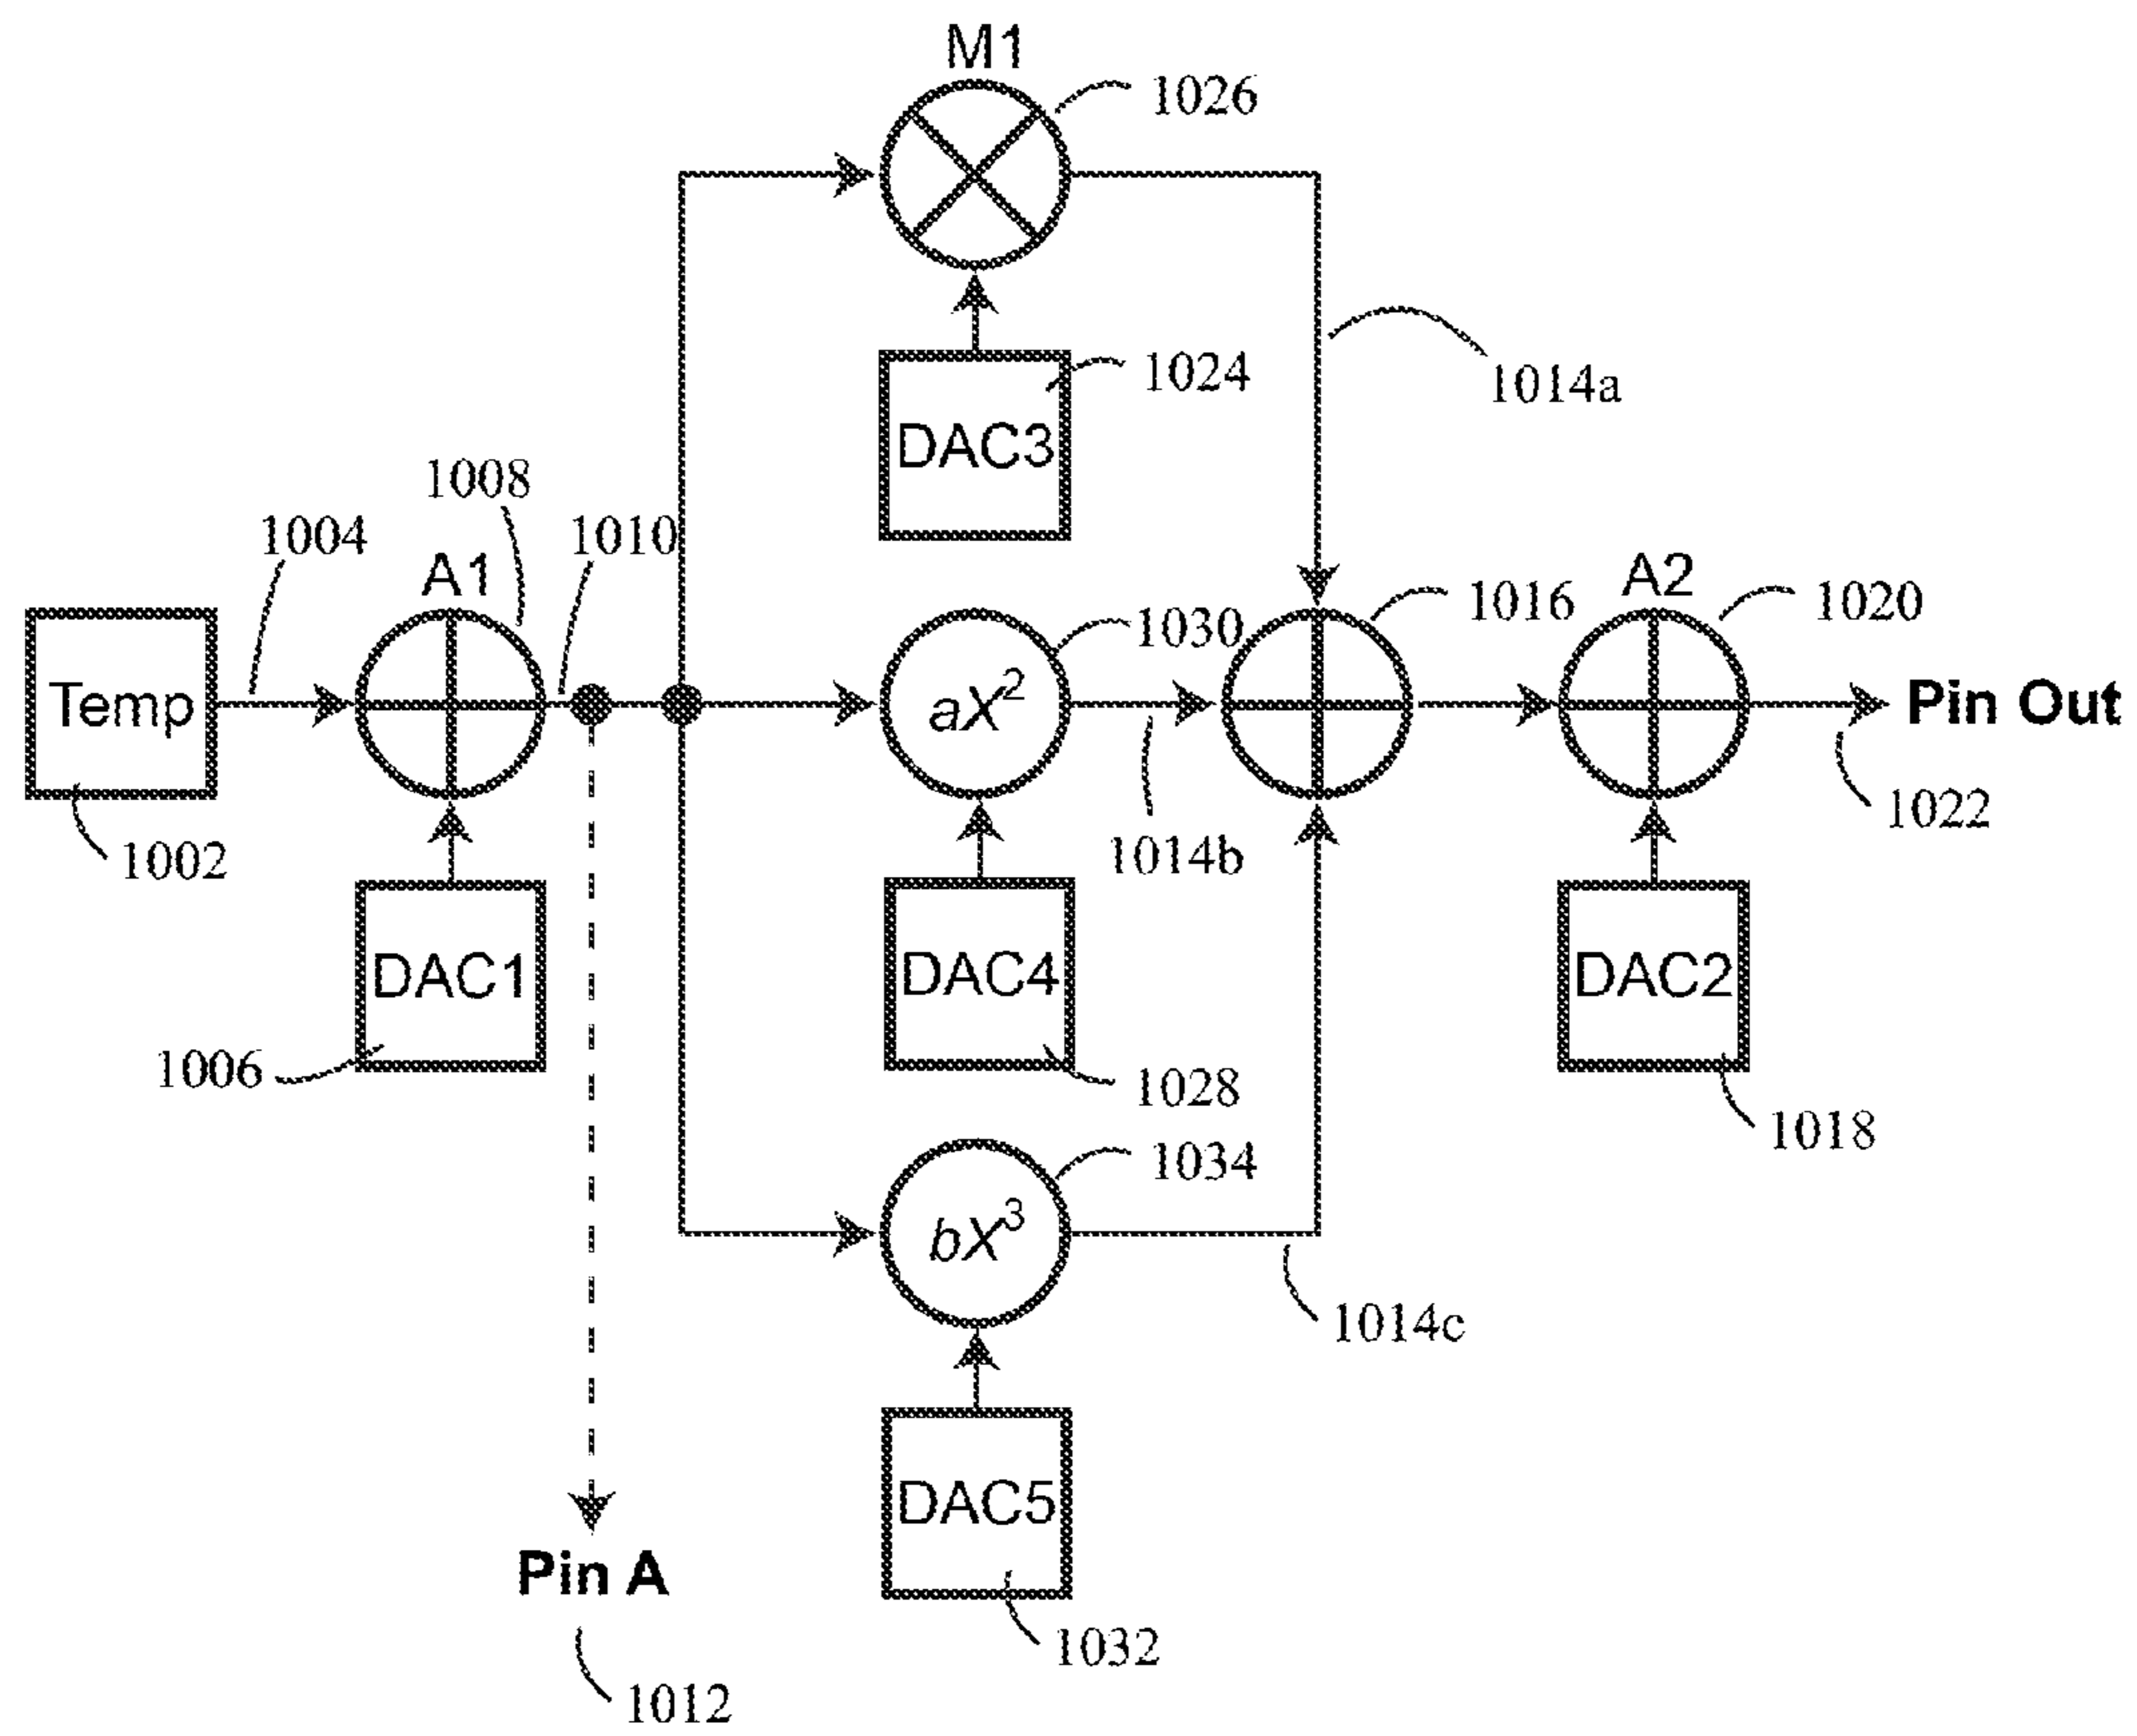 M1
1026
1024
DAC3
1014a
1008
1004
1010
A1
A2
1016
1020
1030
Temp
aX²
Pin Out
1022
1002
1014b
DAC1
DAC4
DAC2
1006
1028
1018
1034
bX³
1014c
DAC5
Pin A
1032
1012